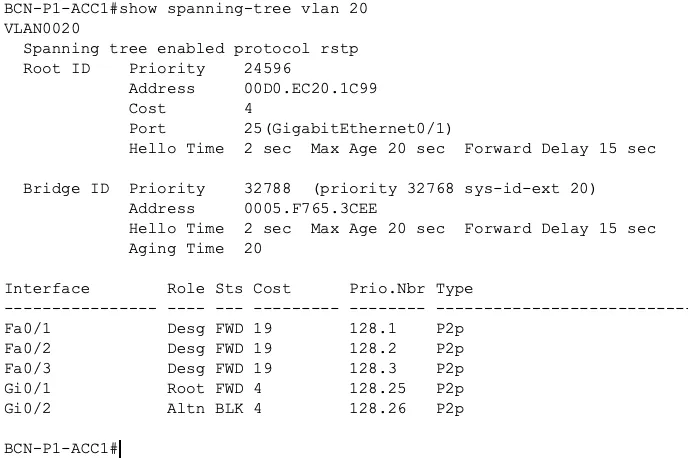 BCN-P1-ACC1#show spanning-tree vlan 20
VLAN0020
  Spanning tree enabled protocol rstp
  Root ID    Priority    24596
             Address     00D0.EC20.1C99
             Cost        4
             Port        25(GigabitEthernet0/1)
             Hello Time  2 sec  Max Age 20 sec  Forward Delay 15 sec

  Bridge ID  Priority    32788  (priority 32768 sys-id-ext 20)
             Address     0005.F765.3CEE
             Hello Time  2 sec  Max Age 20 sec  Forward Delay 15 sec
             Aging Time  20

Interface        Role Sts Cost      Prio.Nbr Type
---------------- ---- --- --------- -------- --------------------------
Fa0/1            Desg FWD 19        128.1    P2p
Fa0/2            Desg FWD 19        128.2    P2p
Fa0/3            Desg FWD 19        128.3    P2p
Gi0/1            Root FWD 4         128.25   P2p
Gi0/2            Altn BLK 4         128.26   P2p

BCN-P1-ACC1#